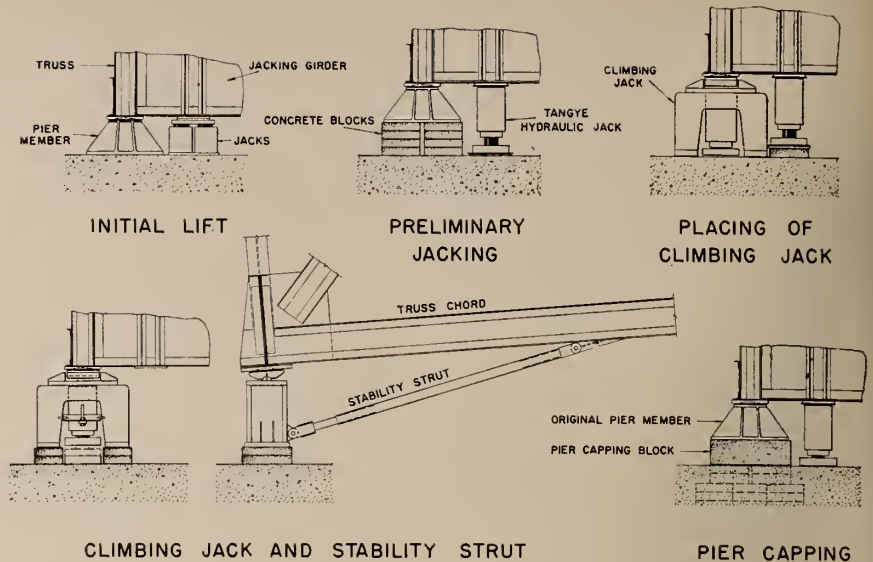 TRUSS
JACKING GIRDER
PIER
MEMBER
JACKS
INITIAL LIFT
CONCRETE BLOCKS
TANGYE
HYDRAULIC JACK
PRELIMINARY
JACKING
CLIMBING
JACK
PLACING OF
CLIMBING JACK
TRUSS CHORD
STABILITY STRUT
CLIMBING JACK AND STABILITY STRUT
ORIGINAL PIER MEMBER
PIER CAPPING BLOCK
PIER CAPPING